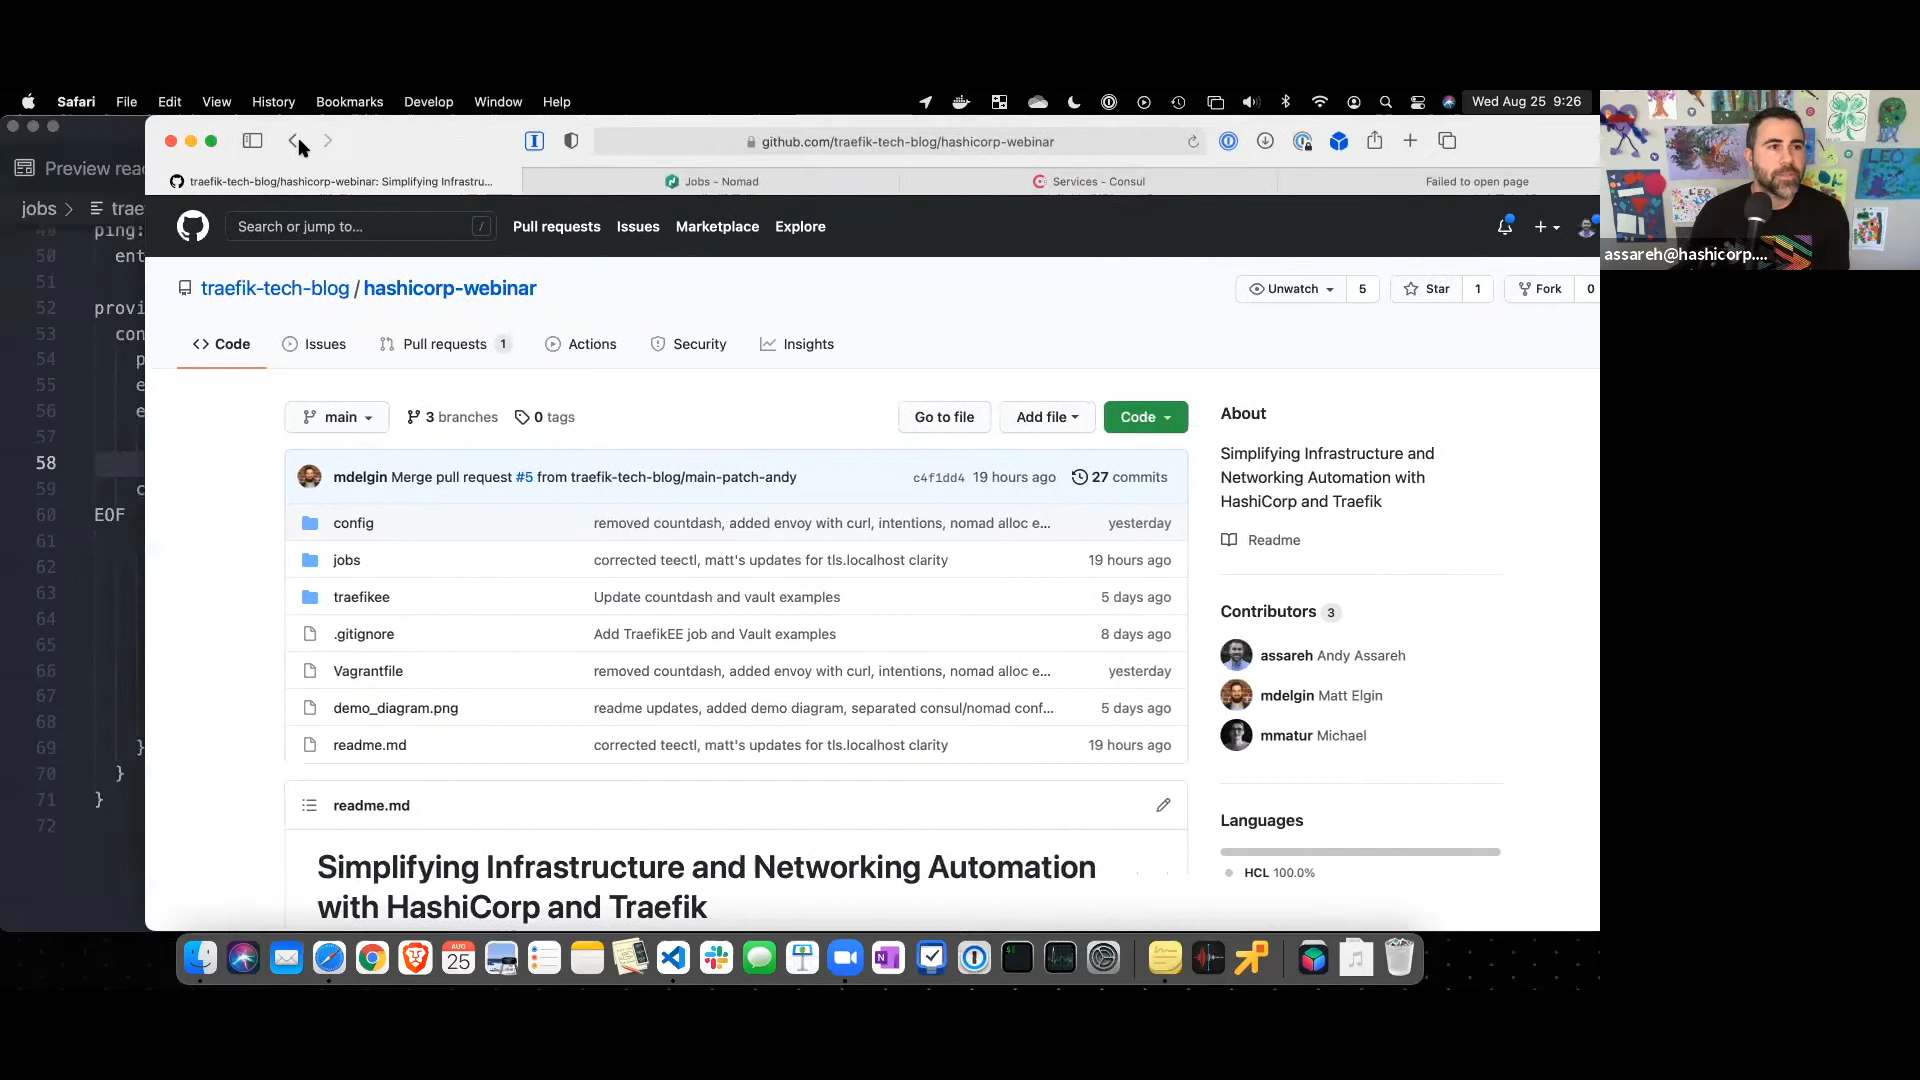 Safari File Edit View History Bookmarks Develop Window Help
Wed Aug 25 9:26
github.com/traefik-tech-blog/hashicorp-webinar
traefik-tech-blog/hashicorp-webinar: Simplifying Infrastru...
Jobs - Nomad
Services - Consul
Failed to open page
Search or jump to... /
Pull requests Issues Marketplace Explore
traefik-tech-blog / hashicorp-webinar
Unwatch 5 Star 1 Fork 0
Code Issues Pull requests 1 Actions Security Insights
main 3 branches 0 tags
Go to file Add file Code
mdelgin Merge pull request #5 from traefik-tech-blog/main-patch-andy c4f1dd4 19 hours ago 27 commits
config removed countdash, added envoy with curl, intentions, nomad alloc e... yesterday
jobs corrected teectl, matt's updates for tls.localhost clarity 19 hours ago
traefikee Update countdash and vault examples 5 days ago
.gitignore Add TraefikEE job and Vault examples 8 days ago
Vagrantfile removed countdash, added envoy with curl, intentions, nomad alloc e... yesterday
demo_diagram.png readme updates, added demo diagram, separated consul/nomad conf... 5 days ago
readme.md corrected teectl, matt's updates for tls.localhost clarity 19 hours ago
readme.md
Simplifying Infrastructure and Networking Automation
with HashiCorp and Traefik
About
Simplifying Infrastructure and
Networking Automation with
HashiCorp and Traefik
Readme
Contributors 3
assareh Andy Assareh
mdelgin Matt Elgin
mmatur Michael
Languages
HCL 100.0%
Preview rea
jobs > trae
49 ping:
50 ent
51
52 provi
53 con
54 p
55 e
56 e
57
58
59 c
60 EOF
61
62
63
64
65
66
67
68
69 }
70 }
71 }
72
assareh@hashicorp....
AUG
25